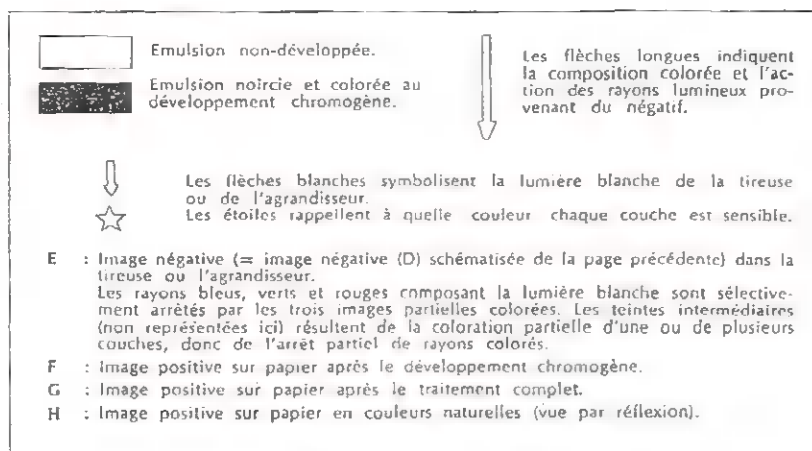 Emulsion non-développée.
Emulsion noircie et colorée au
développement chromogène.
Les flèches longues indiquent
la composition colorée et l'ac-
tion des rayons lumineux pro-
venant du négatif.
Les flèches blanches symbolisent la lumière blanche de la tireuse
ou de l'agrandisseur.
Les étoiles rappellent à quelle couleur chaque couche est sensible.
E : Image négative (= image négative (D) schématisée de la page précédente) dans la
tireuse ou l'agrandisseur.
Les rayons bleus, verts et rouges composant la lumière blanche sont sélective-
ment arrêtés par les trois images partielles colorées. Les teintes intermédiaires
(non représentées ici) résultent de la coloration partielle d'une ou de plusieurs
couches, donc de l'arrêt partiel de rayons colorés.
F : Image positive sur papier après le développement chromogène.
G : Image positive sur papier après le traitement complet.
H : Image positive sur papier en couleurs naturelles (vue par réflexion).